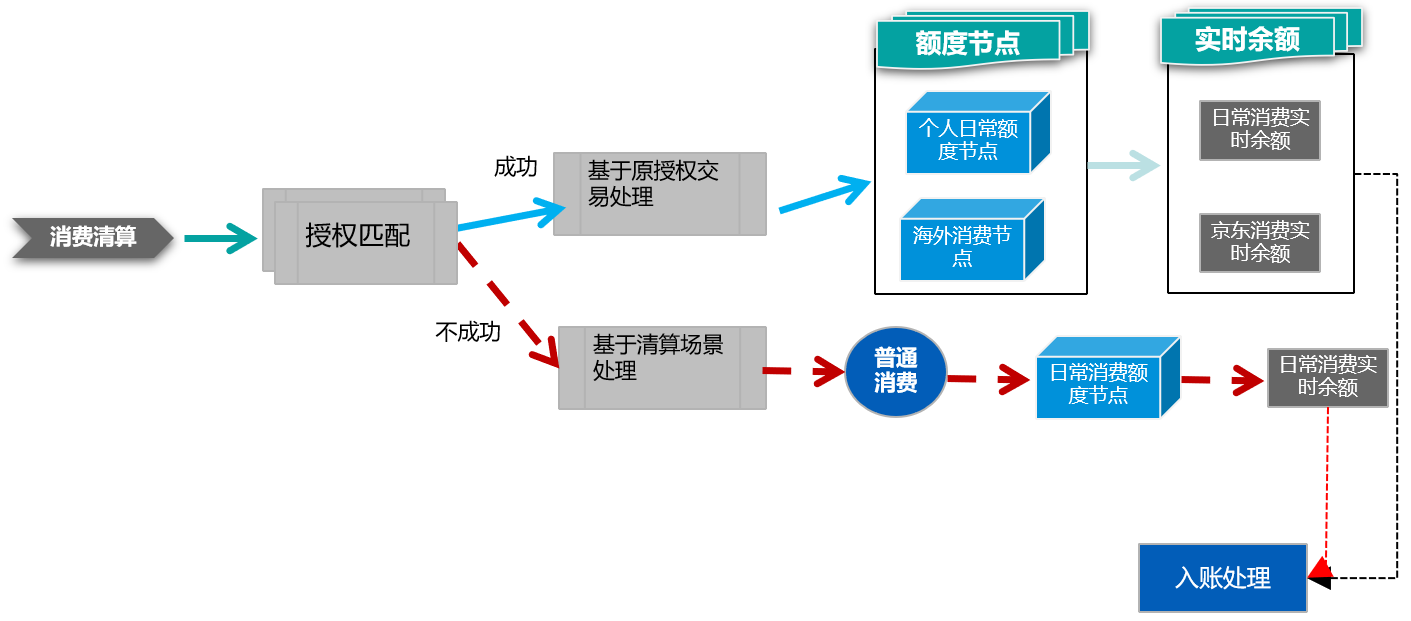 消费清算
授权匹配
成功
不成功
基于原授权交
易处理
额度节点
个人日常额
度节点
海外消费节
点
实时余额
日常消费实
时余额
京东消费实
时余额
基于清算场景
处理
普通
消费
日常消费额
度节点
日常消费实
时余额
入账处理